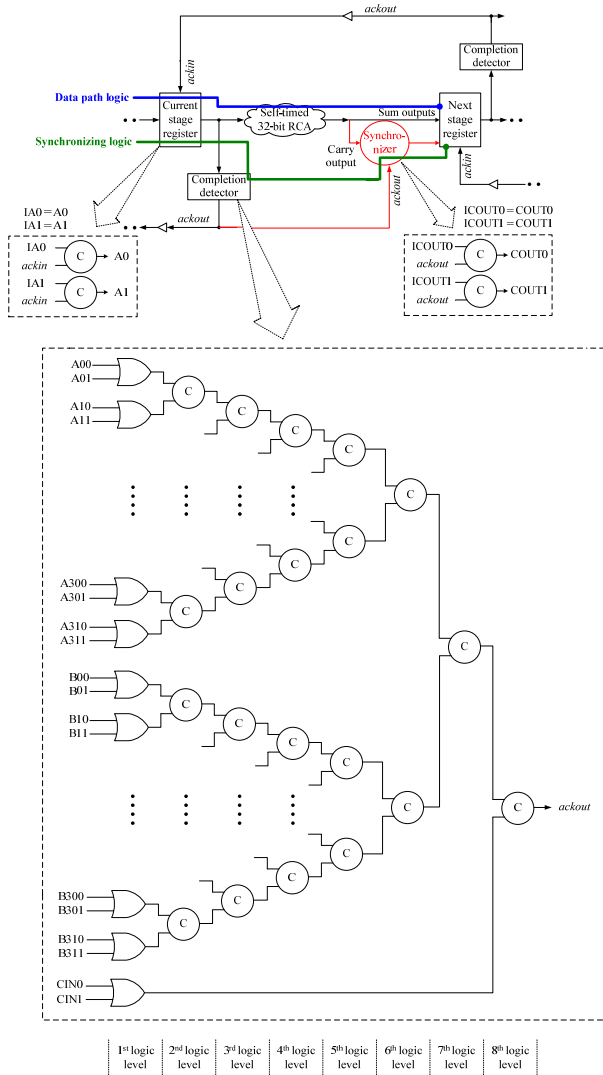 ackout
Completion
detector
ackin
Data path logic
Current
stage
register
Self-timed
32-bit RCA
Sum outputs
Next
stage
register
Synchronizing logic
Synchro-
nizer
Carry
output
ackin
Completion
detector
ackout
ackout
IA0 = A0
IA1 = A1
ICOUT0 = COUT0
ICOUT1 = COUT1
IA0
C
A0
ackin
IA1
C
A1
ackin
ICOUT0
C
COUT0
ackout
ICOUT1
C
COUT1
ackout
A00
A01
C
A10
A11
C
C
C
C
C
A300
A301
C
C
A310
A311
C
C
B00
B01
C
B10
B11
C
C
C
C
C
ackout
C
B300
B301
C
C
B310
B311
C
CIN0
CIN1
1st logic level
2nd logic level
3rd logic level
4th logic level
5th logic level
6th logic level
7th logic level
8th logic level